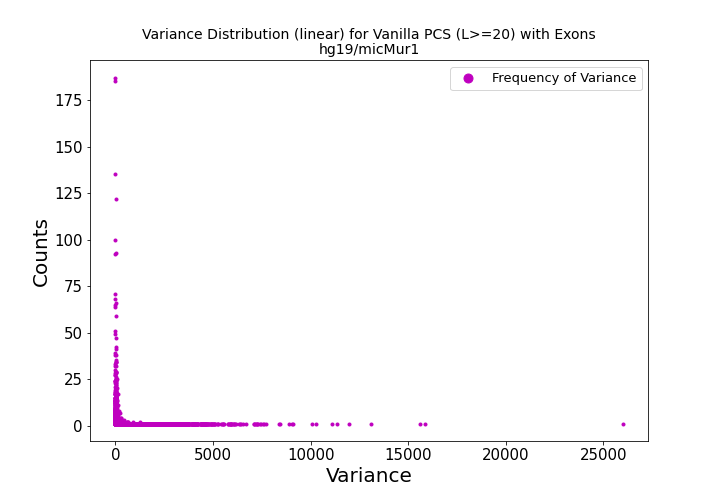 Variance Distribution (linear) for Vanilla PCS (L>=20) with Exons
hg19/micMur1
Frequency of Variance
175
150
125
100
75
50
25
0
Counts
0 5000 10000 15000 20000 25000
Variance